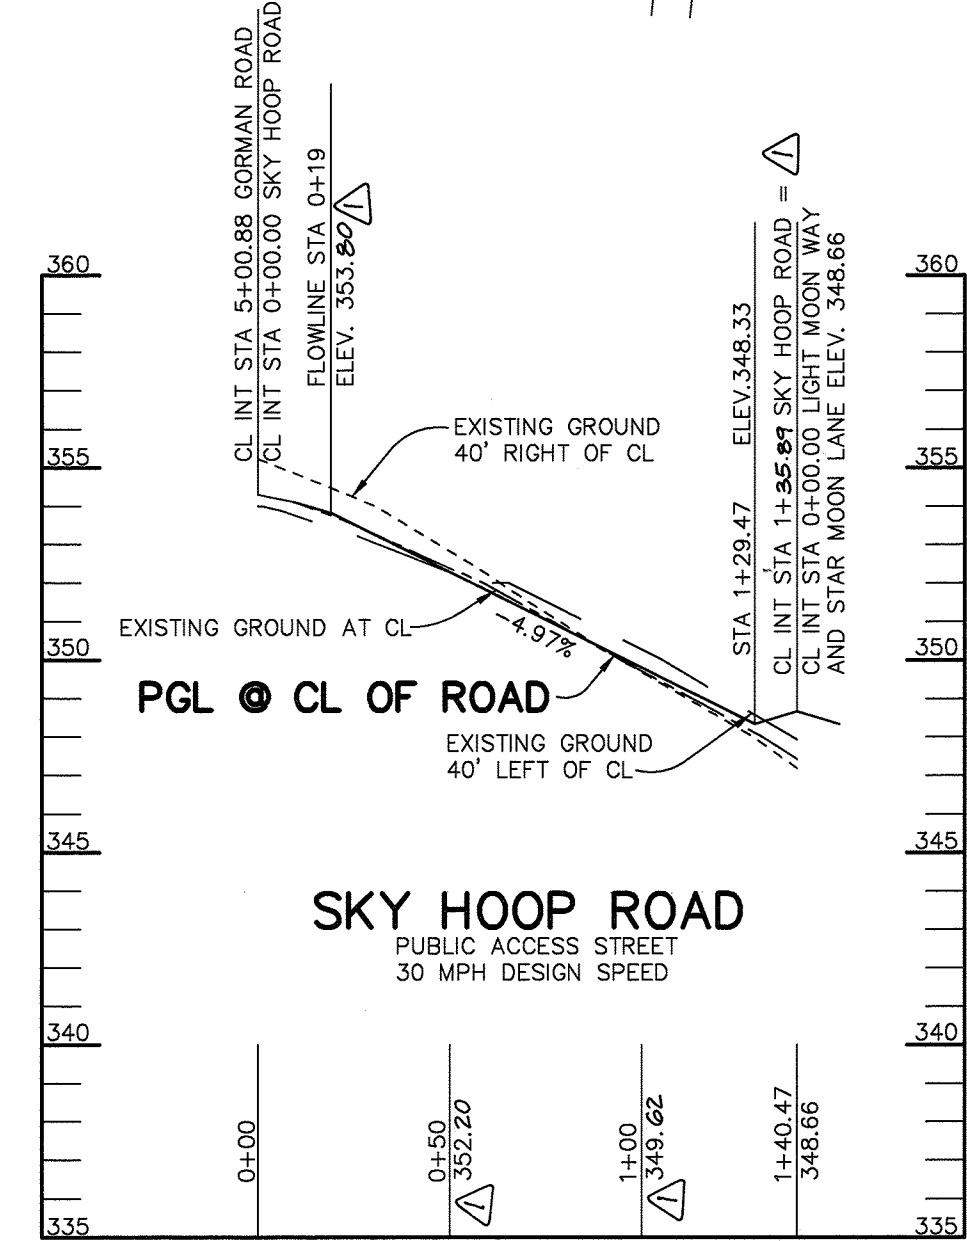 CL INT STA 5+00.88 GORMAN ROAD
CL INT STA 0+00.00 SKY HOOP ROAD
FLOWLINE STA 0+19
ELEV. 353.80
1
STA 1+29.47 ELEV.348.33
CL INT STA 1+35.89 SKY HOOP ROAD =
1
CL INT STA 0+00.00 LIGHT MOON WAY
AND STAR MOON LANE ELEV. 348.66
360
360
355
355
350
350
345
345
340
340
335
335
EXISTING GROUND
40' RIGHT OF CL
EXISTING GROUND AT CL
-4.97%
PGL @ CL OF ROAD
EXISTING GROUND
40' LEFT OF CL
SKY HOOP ROAD
PUBLIC ACCESS STREET
30 MPH DESIGN SPEED
0+00
0+50
352.20
1
1+00
349.62
1
1+40.47
348.66